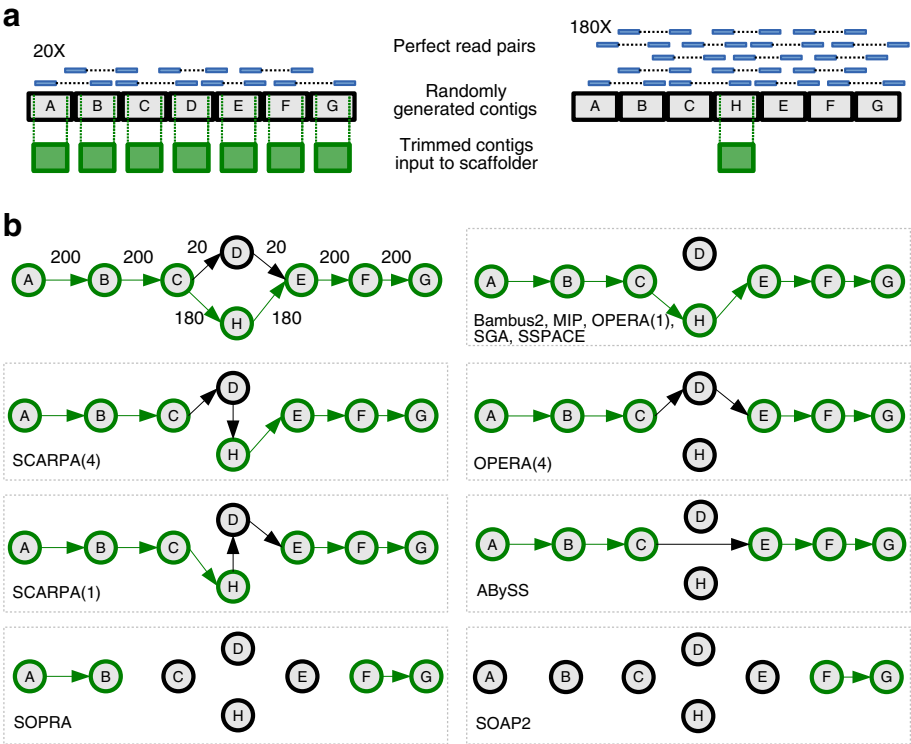 a
20X
Perfect read pairs
180X
Randomly
generated contigs
A B C D E F G
A B C H E F G
Trimmed contigs
input to scaffolder
b
200 200 20 20 200 200
A B C D E F G
H
180 180
D
A B C E F G
H
Bambus2, MIP, OPERA(1),
SGA, SSPACE
D
A B C E F G
H
SCARPA(4)
D
A B C E F G
H
OPERA(4)
D
A B C E F G
H
SCARPA(1)
D
A B C E F G
H
ABySS
D
A B C E F G
H
SOPRA
D
A B C E F G
H
SOAP2